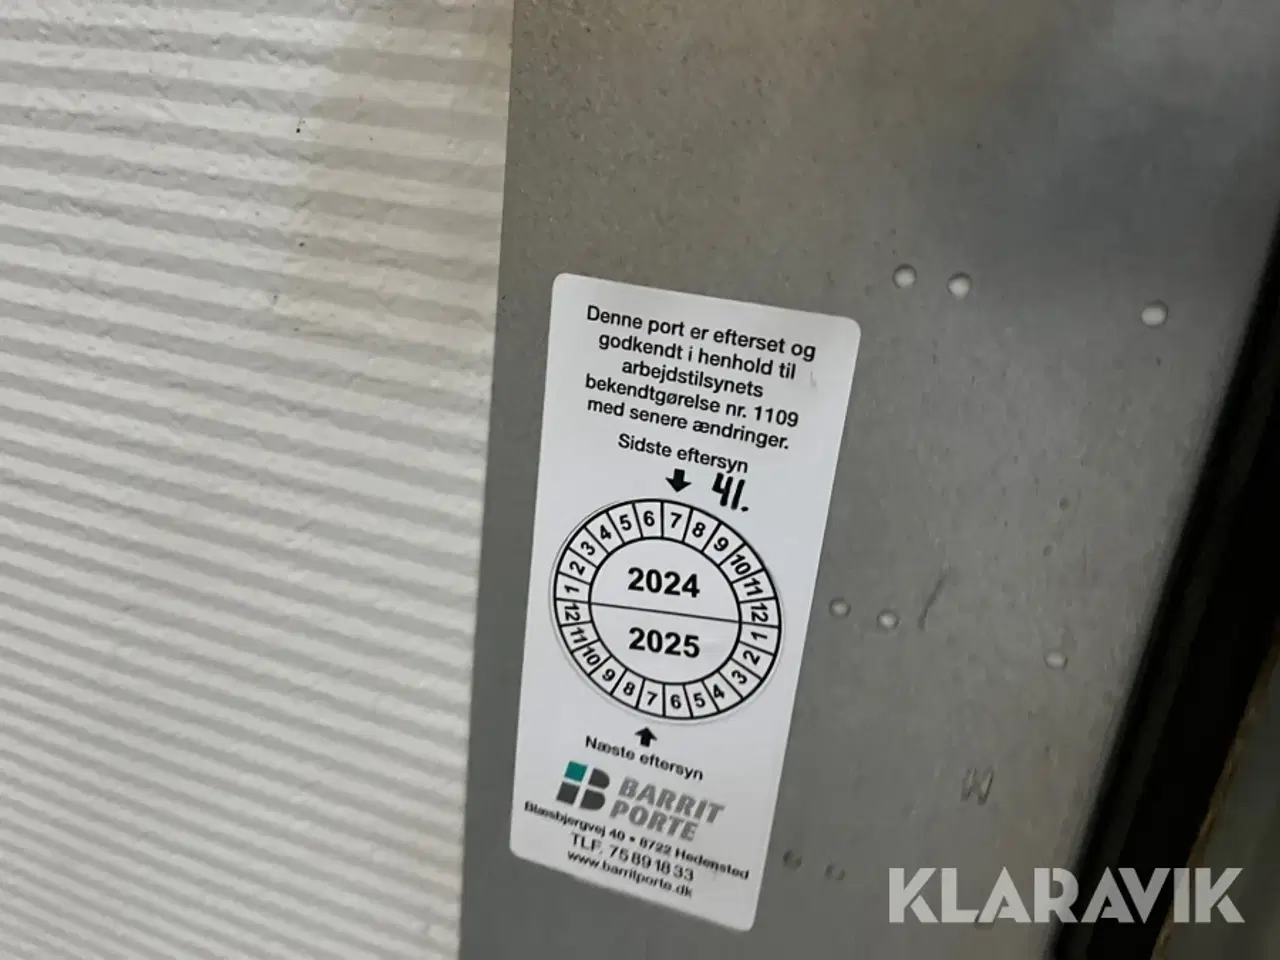 Denne port er efterset og
godkendt i henhold til
arbejdstilsynets
bekendtgørelse nr. 1109
med senere ændringer.
Sidste eftersyn
41.
1 2 3 4 5 6 7 8 9 10 11 12
2024
2025
12 11 10 9 8 7 6 5 4 3 2 1
Næste eftersyn
BARRIT
PORTE
Blæsbjergvej 40 • 8722 Hedensted
TLF. 75 89 18 33
www.barritporte.dk
W
KLARAVIK